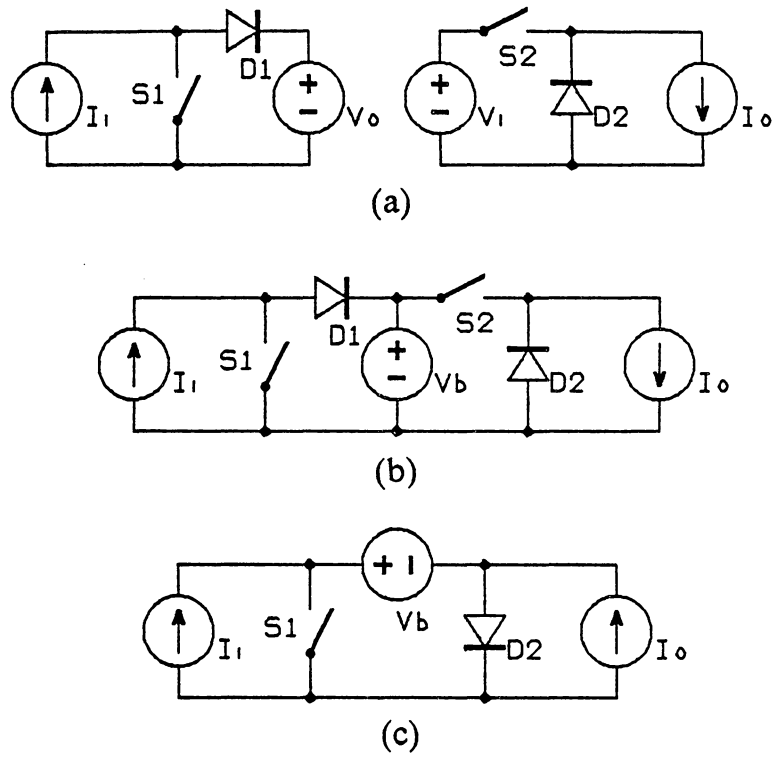 I₁ S1 D1 + − Vo + − V₁ S2 D2 Io
(a)
I₁ S1 D1 + − Vb S2 D2 Io
(b)
I₁ S1 + − Vb D2 Io
(c)